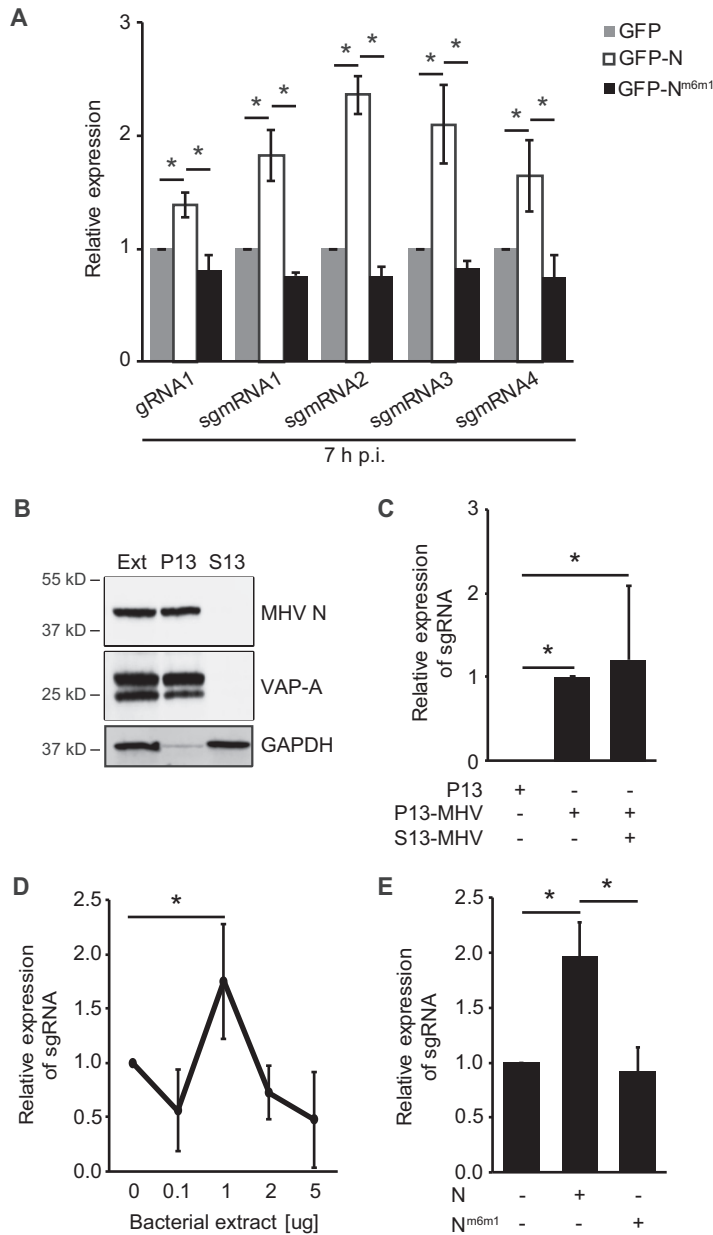 A
3
2
1
0
Relative expression
* * * * * * * * * *
GFP
GFP-N
GFP-Nm6m1
gRNA1 sgmRNA1 sgmRNA2 sgmRNA3 sgmRNA4
7 h p.i.
B
Ext P13 S13
55 kD
37 kD
MHV N
25 kD
VAP-A
37 kD
GAPDH
C
3
2
1
0
Relative expression
of sgRNA
*
*
P13 + - -
P13-MHV - + +
S13-MHV - - +
D
2.5
2.0
1.5
1.0
0.5
0.0
Relative expression
of sgRNA
*
0 0.1 1 2 5
Bacterial extract [ug]
E
2.5
2.0
1.5
1.0
0.5
0.0
Relative expression
of sgRNA
* *
N - + -
Nm6m1 - - +